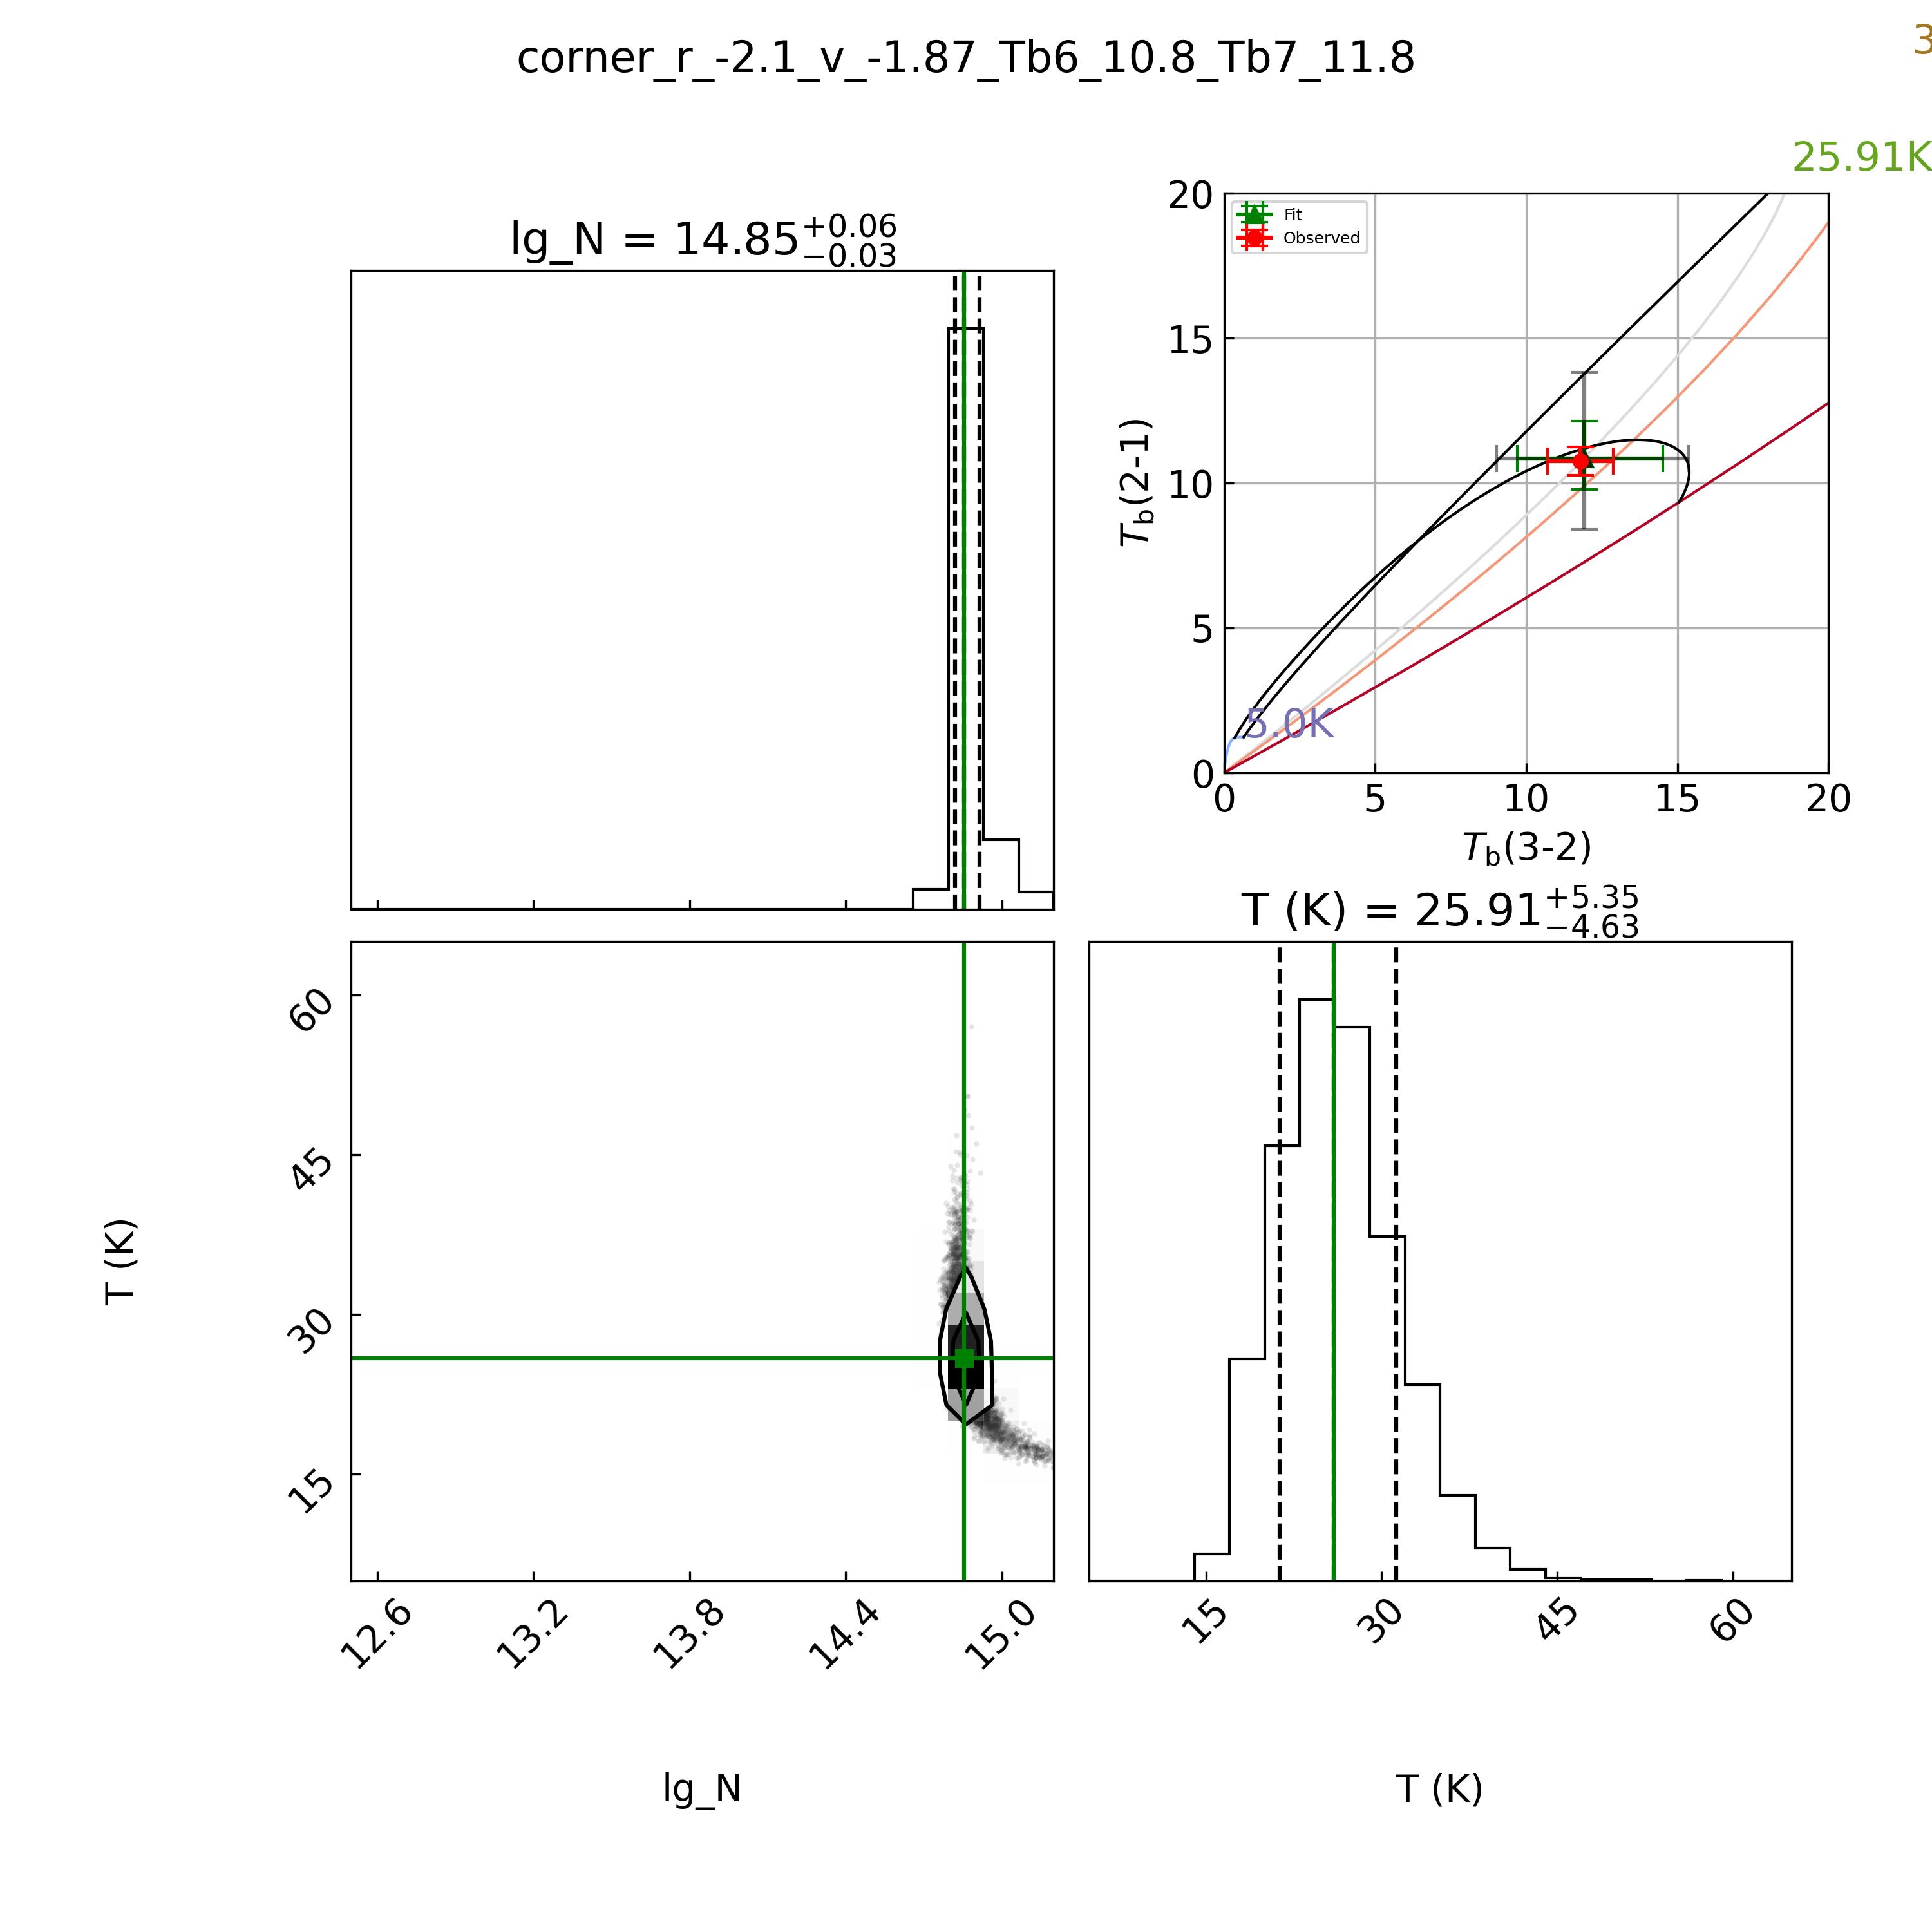 corner_r_-2.1_v_-1.87_Tb6_10.8_Tb7_11.8
3
25.91K
lg_N = 14.85 +0.06 −0.03
20
15
10
5
0
Fit
Observed
T_b(2-1)
5.0K
0 5 10 15 20
T_b(3-2)
T (K) = 25.91 +5.35 −4.63
60
45
30
15
T (K)
12.6 13.2 13.8 14.4 15.0
15 30 45 60
lg_N
T (K)